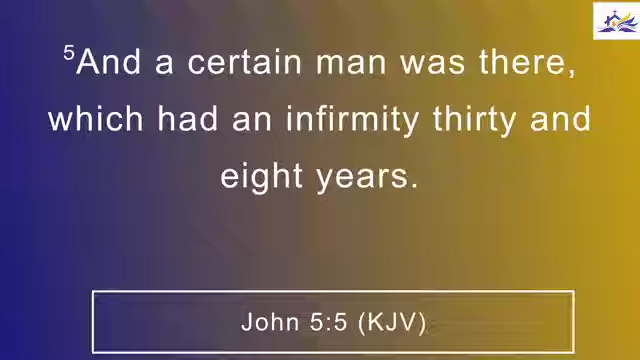 ⁵And a certain man was there,
which had an infirmity thirty and
eight years.
John 5:5 (KJV)